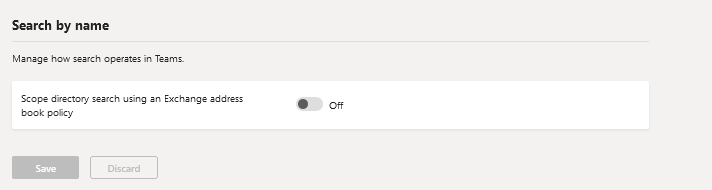 Search by name
Manage how search operates in Teams.
Scope directory search using an Exchange address
book policy
Off
Save
Discard